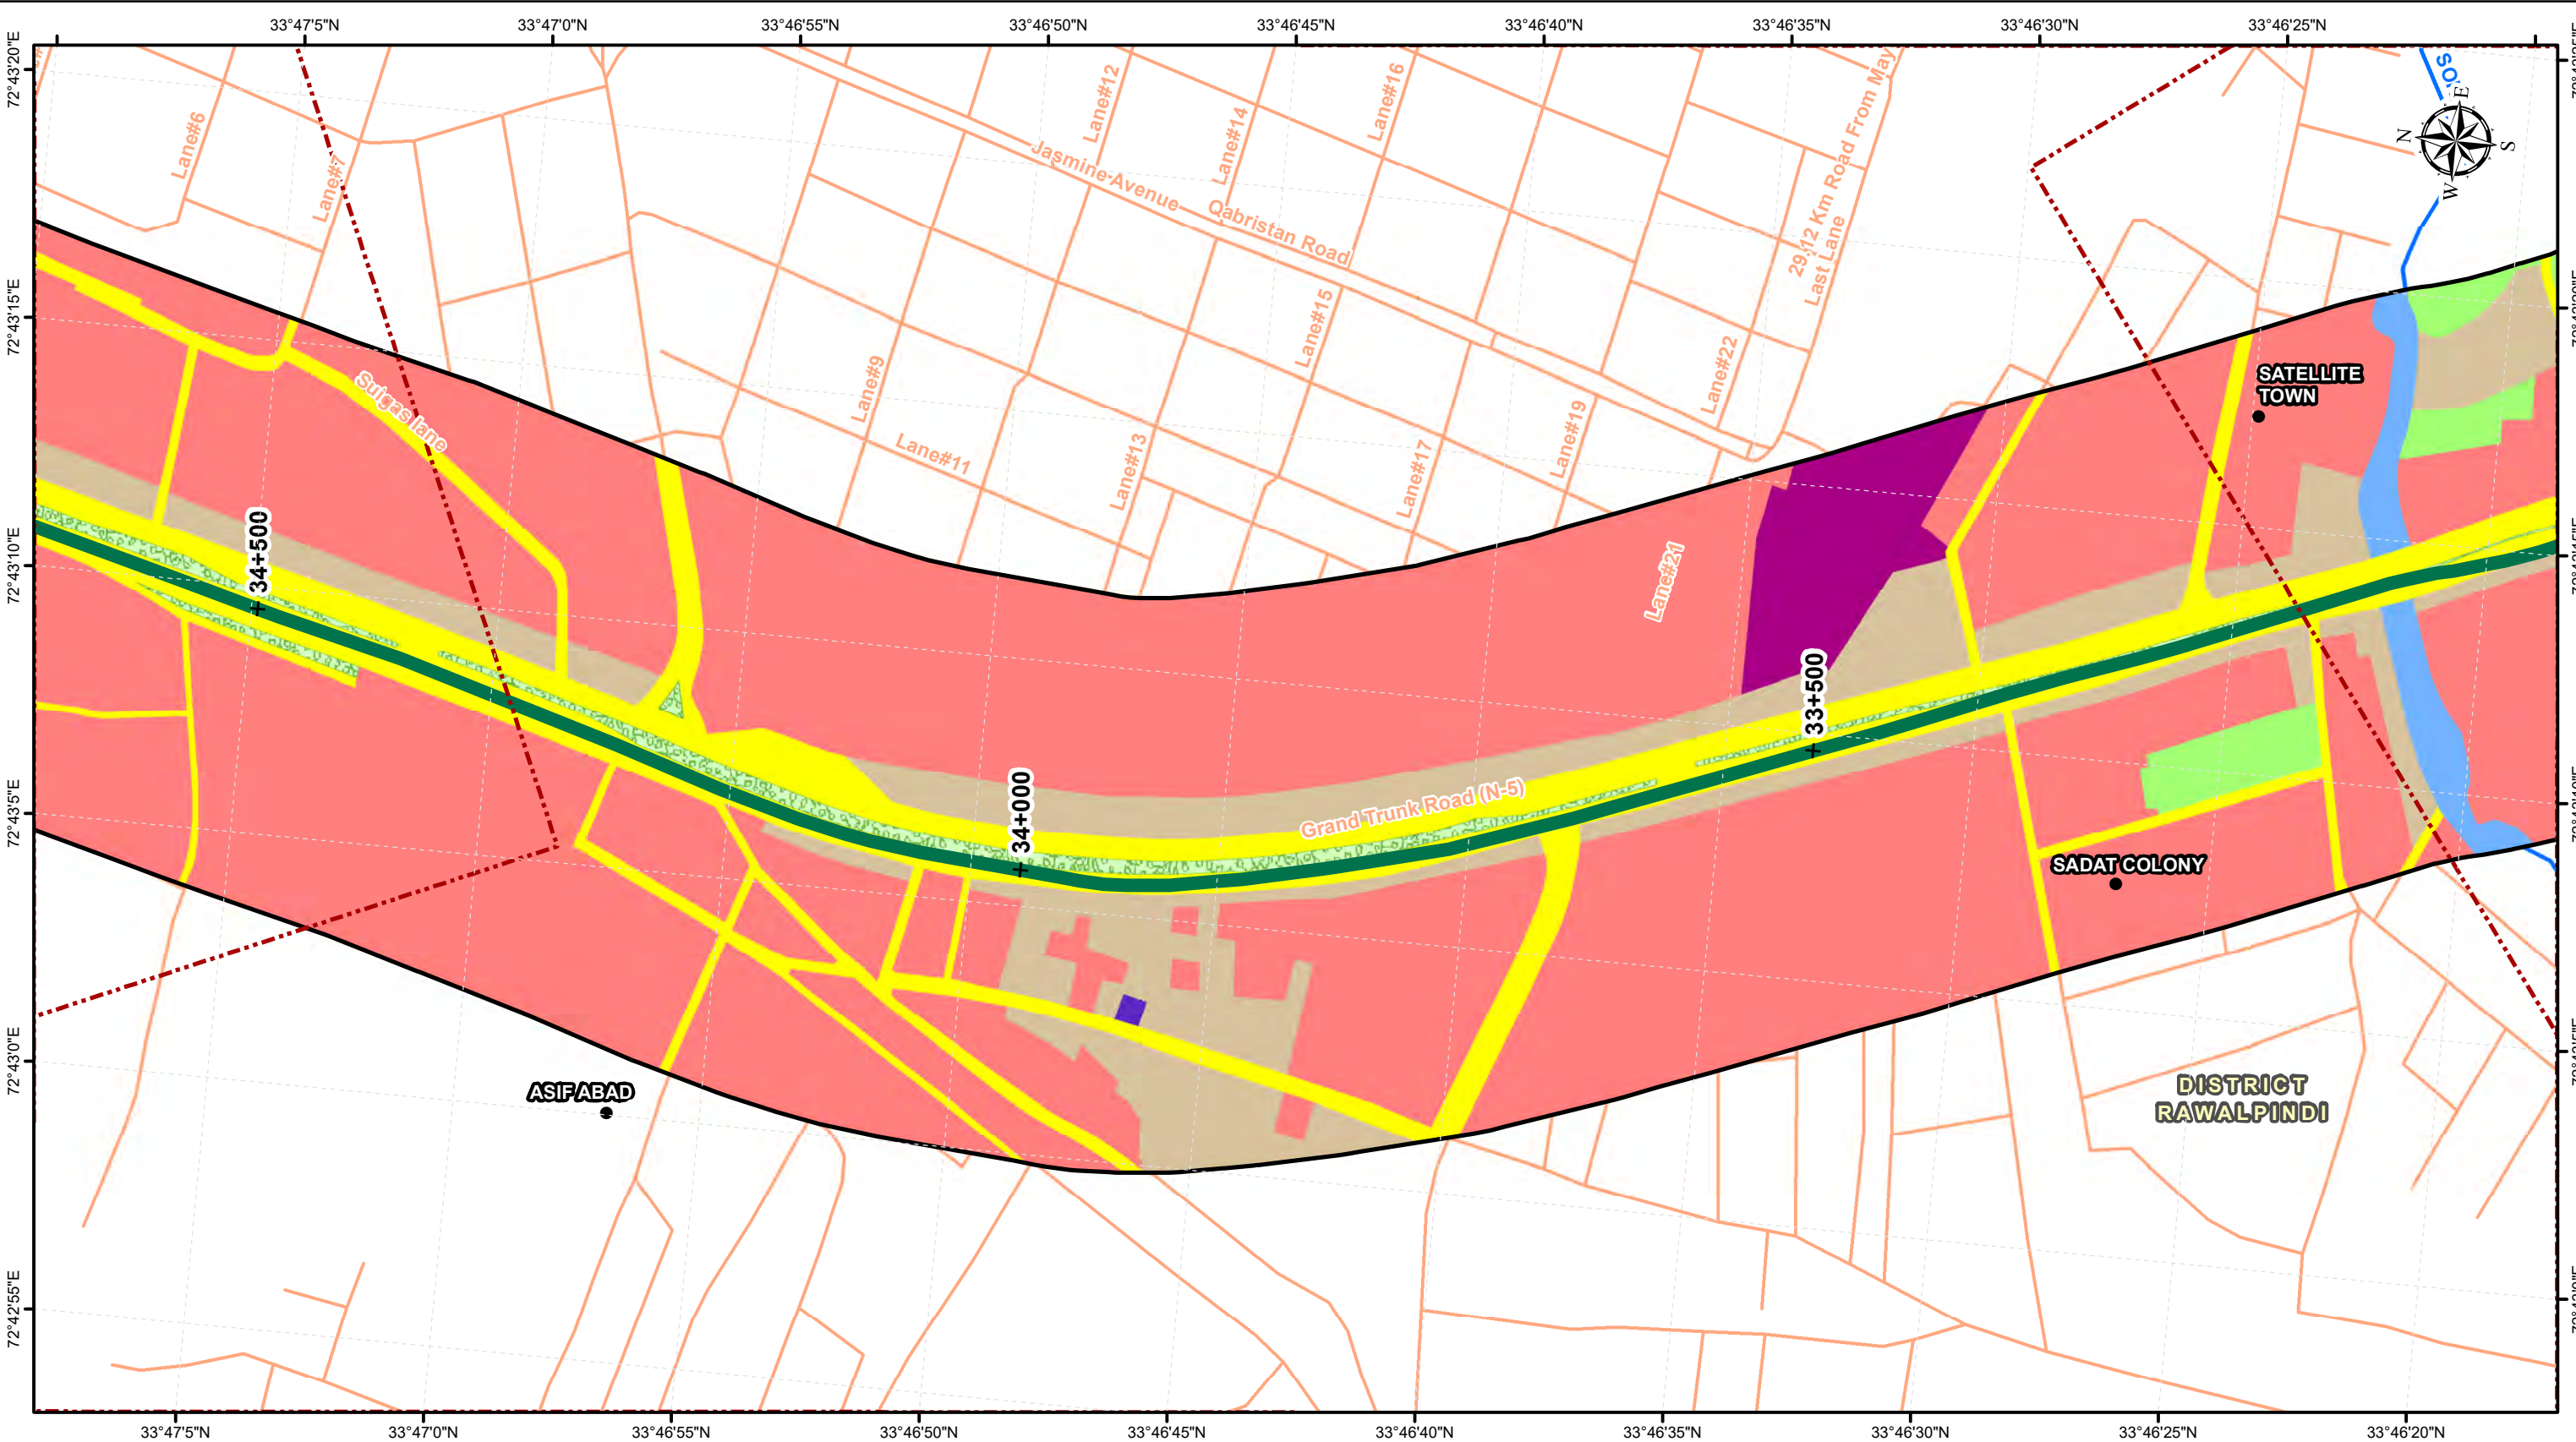 33°47'5"N
33°47'0"N
33°46'55"N
33°46'50"N
33°46'45"N
33°46'40"N
33°46'35"N
33°46'30"N
33°46'25"N
72°43'20"E
72°43'15"E
72°43'10"E
72°43'5"E
72°43'0"E
72°42'55"E
Lane#6
Lane#7
Lane#12
Lane#14
Lane#16
Jasmine Avenue
Qabristan Road
29.12 Km Road From May
Last Lane
E
N
S
W
Suigas lane
Lane#9
Lane#11
Lane#13
Lane#15
Lane#17
Lane#19
Lane#22
Lane#21
SATELLITE
TOWN
34+500
34+000
33+500
Grand Trunk Road (N-5)
SADAT COLONY
ASIF ABAD
DISTRICT
RAWALPINDI
33°47'5"N
33°47'0"N
33°46'55"N
33°46'50"N
33°46'45"N
33°46'40"N
33°46'35"N
33°46'30"N
33°46'25"N
33°46'20"N